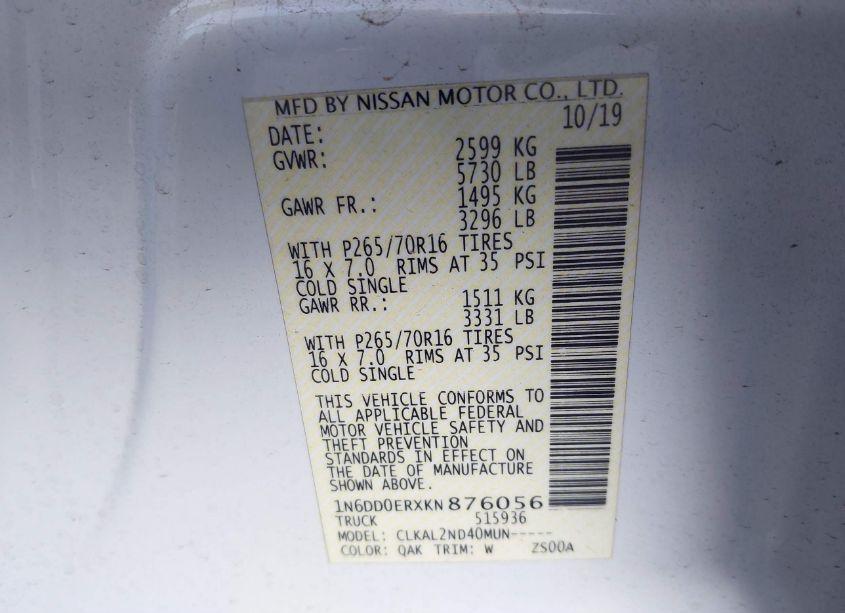 MFD BY NISSAN MOTOR CO., LTD.
DATE: 10/19
GVWR: 2599 KG
5730 LB
GAWR FR.: 1495 KG
3296 LB
WITH P265/70R16 TIRES
16 X 7.0 RIMS AT 35 PSI
COLD SINGLE
GAWR RR.: 1511 KG
3331 LB
WITH P265/70R16 TIRES
16 X 7.0 RIMS AT 35 PSI
COLD SINGLE
THIS VEHICLE CONFORMS TO
ALL APPLICABLE FEDERAL
MOTOR VEHICLE SAFETY AND
THEFT PREVENTION
STANDARDS IN EFFECT ON
THE DATE OF MANUFACTURE
SHOWN ABOVE.
1N6DD0ERXKN876056
TRUCK 515936
MODEL: CLKAL2ND40MUN-----
COLOR: QAK TRIM: W ZS00A